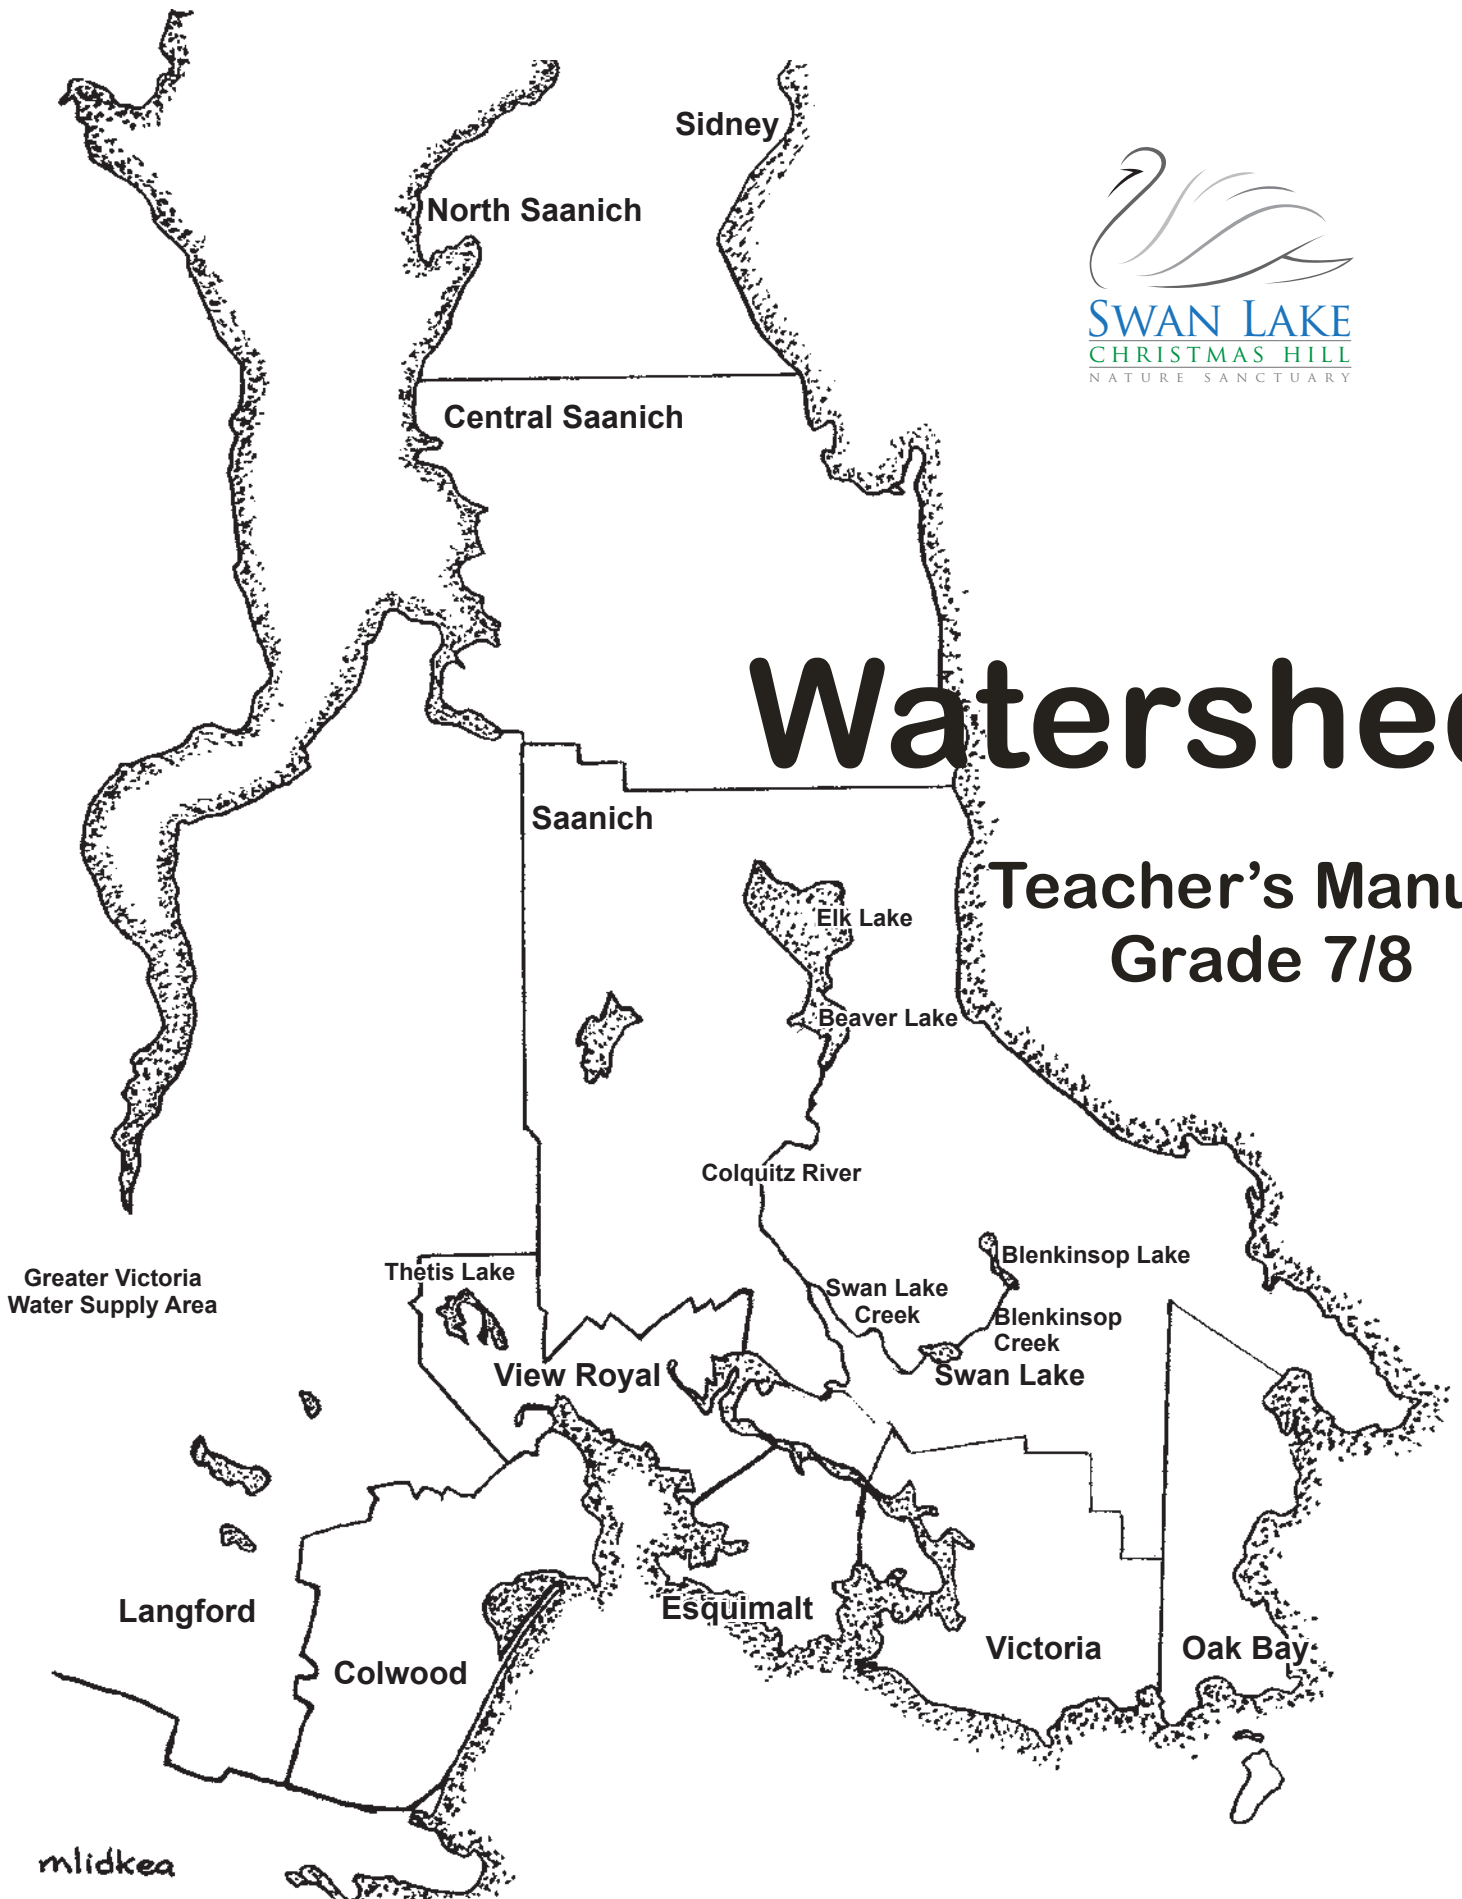 Sidney
North Saanich
SWAN LAKE
CHRISTMAS HILL
NATURE SANCTUARY
Central Saanich
Watershe
Saanich
Teacher's Manu
Elk Lake
Grade 7/8
Beaver Lake
Colquitz River
Blenkinsop Lake
Greater Victoria
Water Supply Area
Thetis Lake
Swan Lake
Creek
Blenkinsop
Creek
View Royal
Swan Lake
Langford
Esquimalt
Colwood
Victoria
Oak Bay
mlidkea